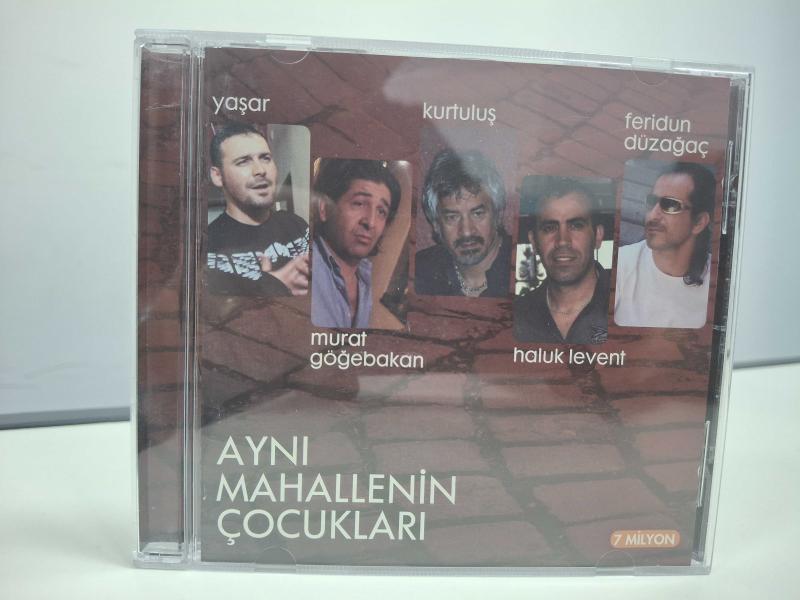 yaşar
kurtuluş
feridun
düzağaç
murat
göğebakan
haluk levent
AYNI
MAHALLENİN
ÇOCUKLARI
7 MİLYON